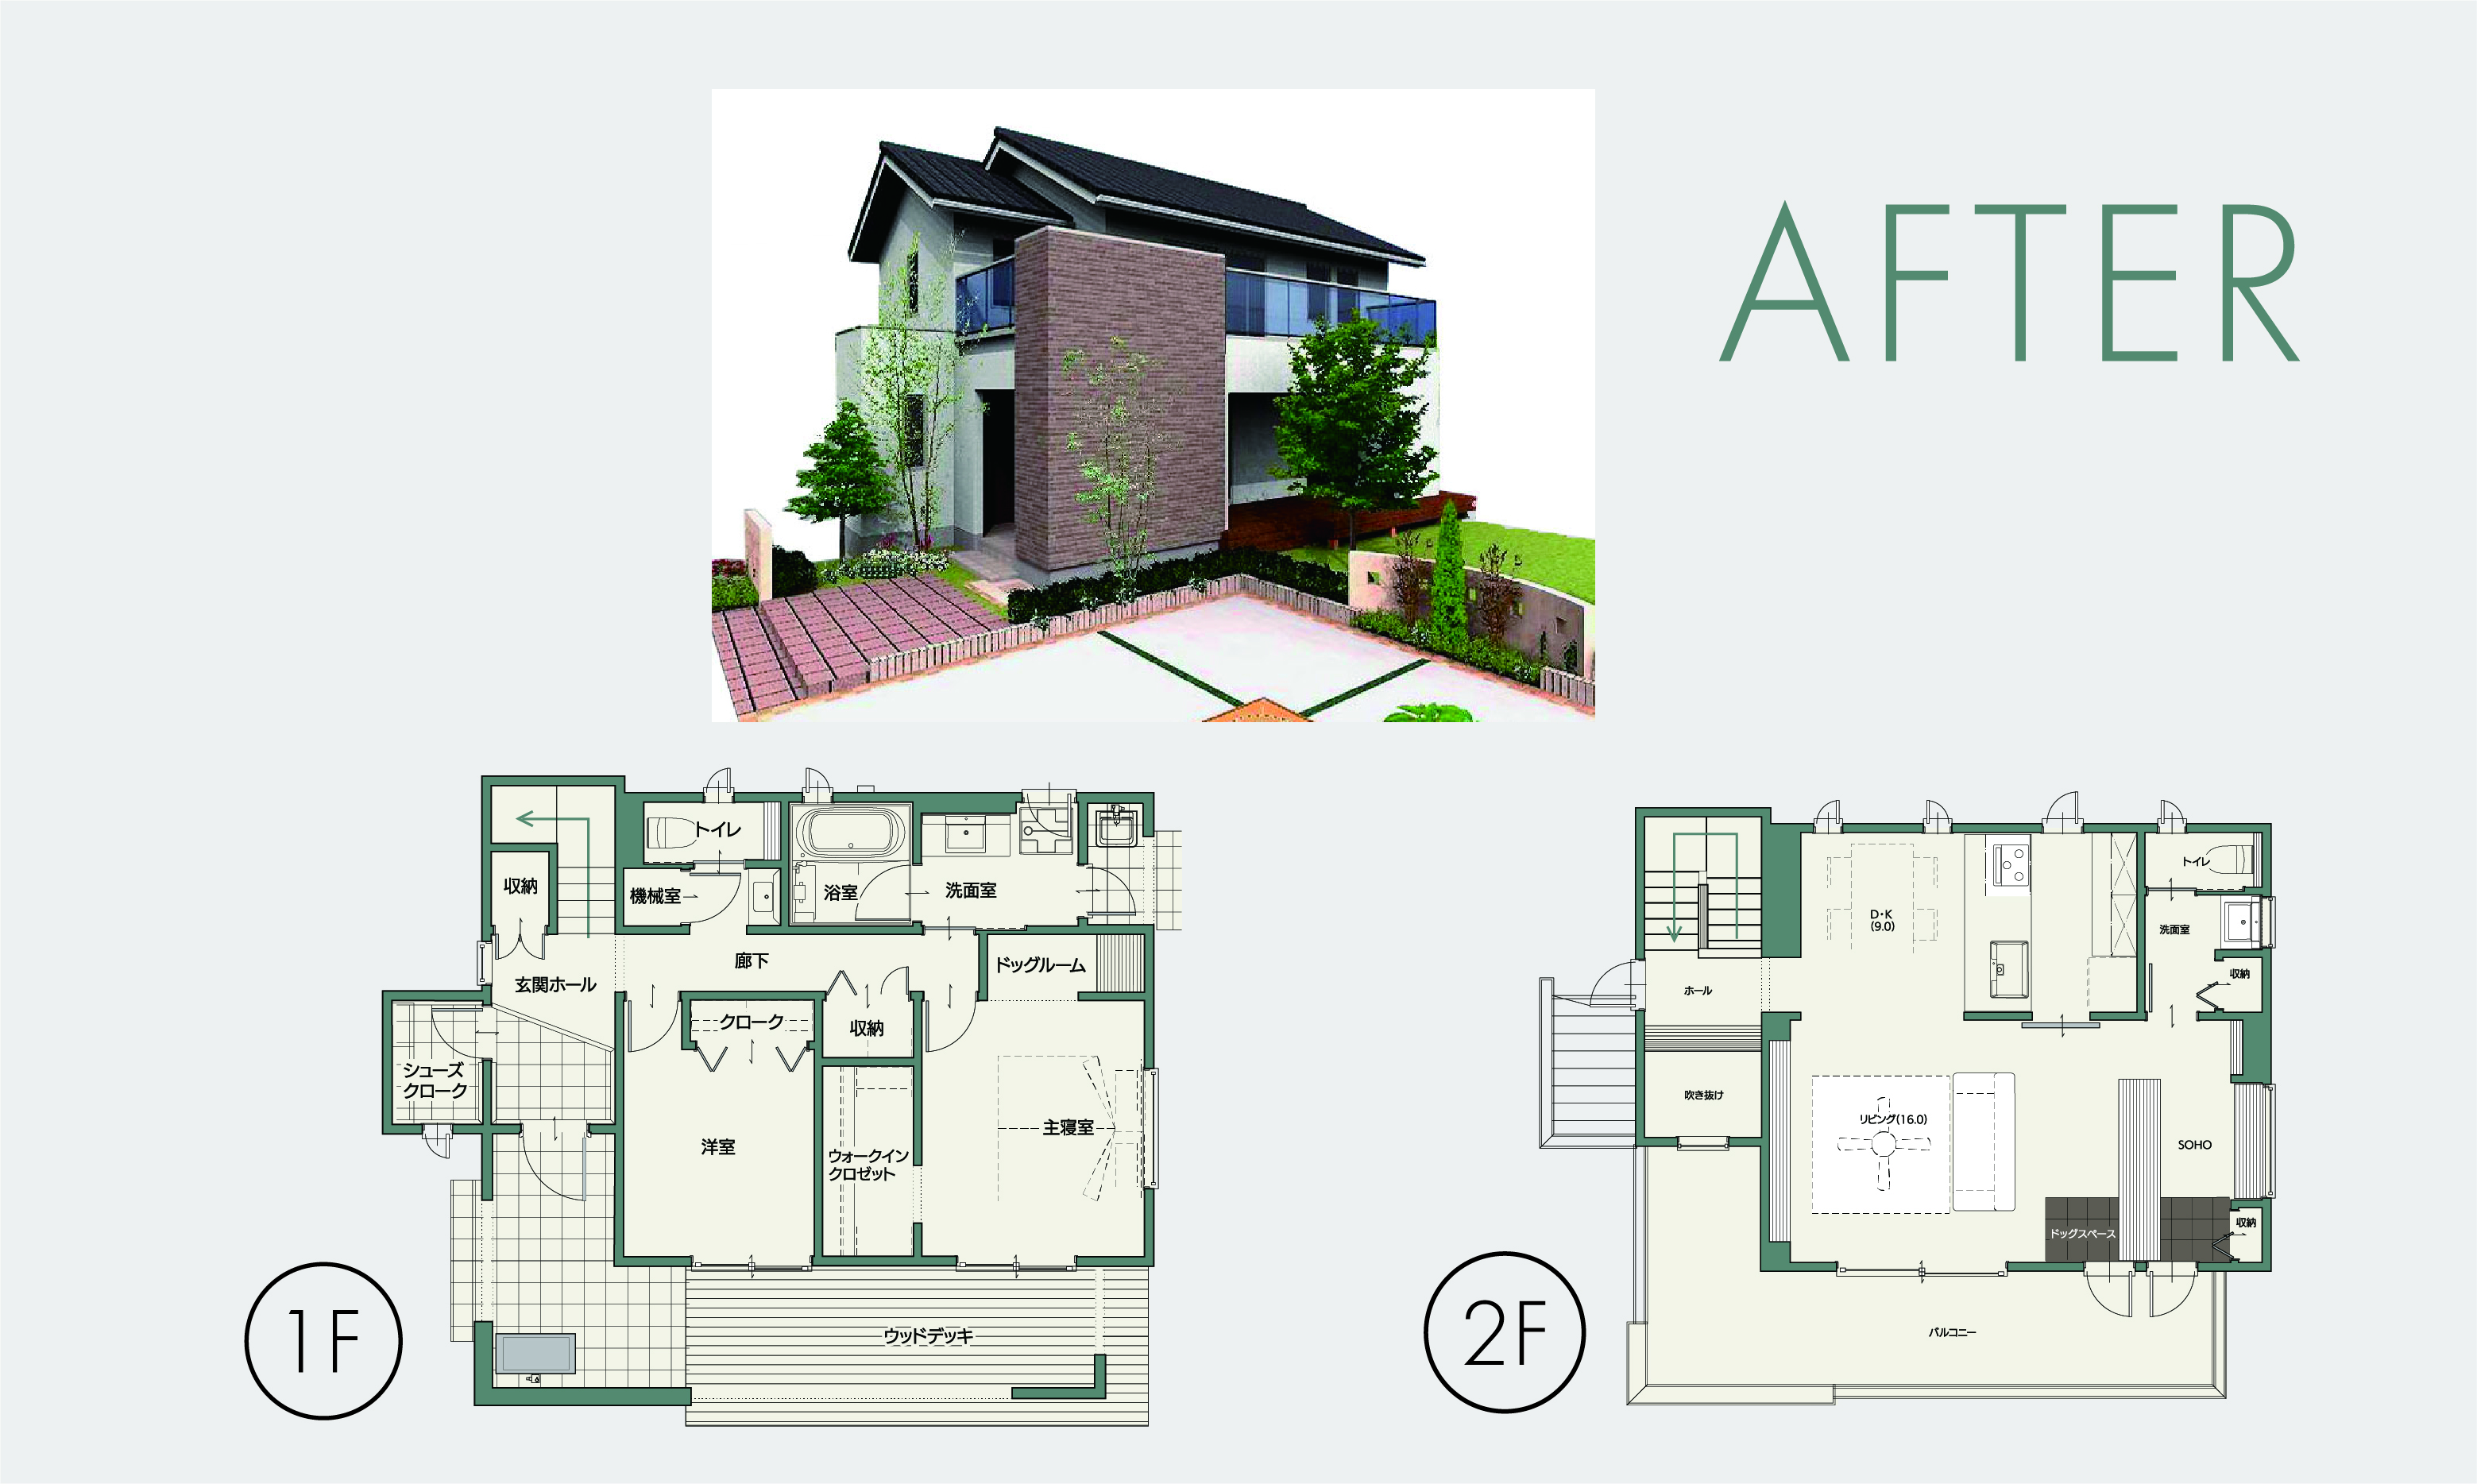 AFTER
トイレ
収納
機械室
浴室
洗面室
廊下
ドッグルーム
玄関ホール
クローク
収納
シューズ
クローク
洋室
ウォークイン
クロゼット
主寝室
ウッドデッキ
1F
トイレ
D・K
(9.0)
洗面室
収納
ホール
吹き抜け
リビング(16.0)
SOHO
収納
ドッグスペース
バルコニー
2F